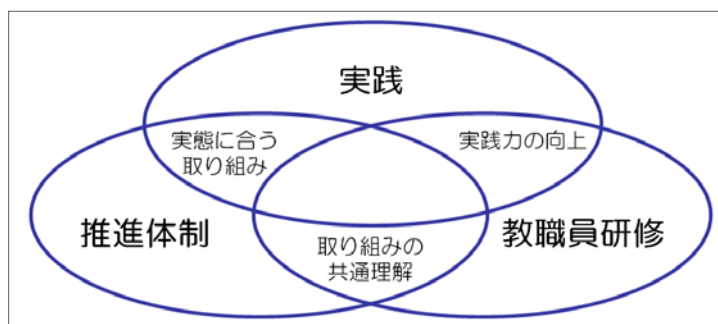 実践
実態に合う
取り組み
実践力の向上
推進体制
取り組みの
共通理解
教職員研修